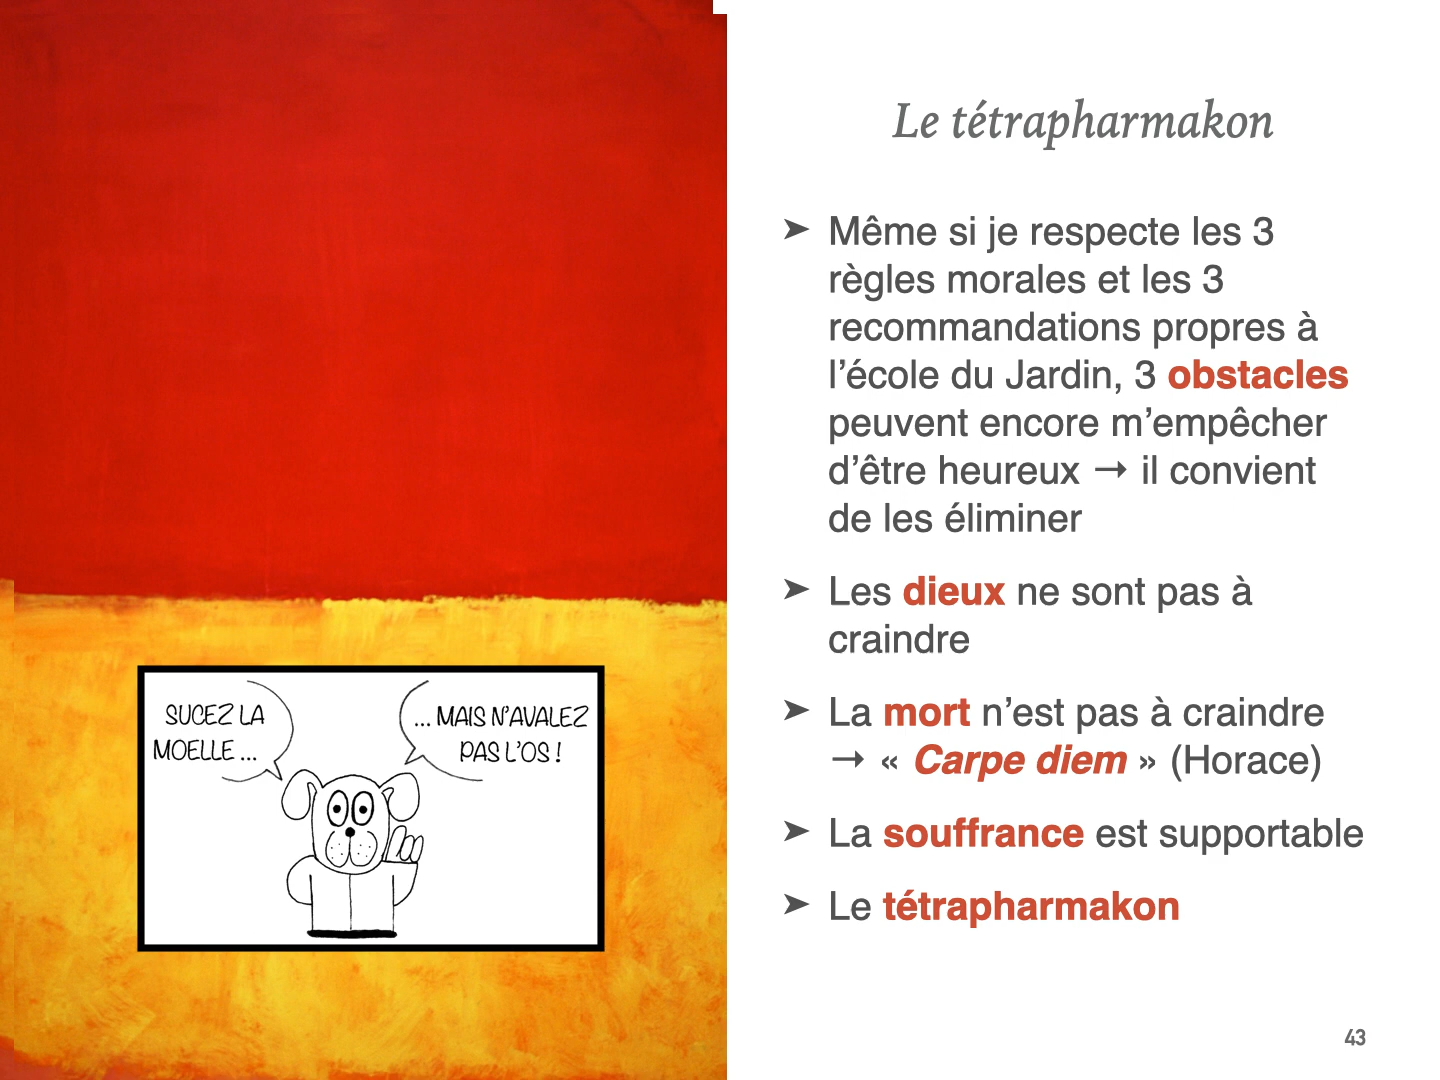 SUCEZ LA
MOELLE ...
... MAIS N'AVALEZ
PAS L'OS !
Le tétrapharmakon
➤ Même si je respecte les 3
règles morales et les 3
recommandations propres à
l’école du Jardin, 3 obstacles
peuvent encore m’empêcher
d’être heureux → il convient
de les éliminer
➤ Les dieux ne sont pas à
craindre
➤ La mort n’est pas à craindre
→ « Carpe diem » (Horace)
➤ La souffrance est supportable
➤ Le tétrapharmakon
43